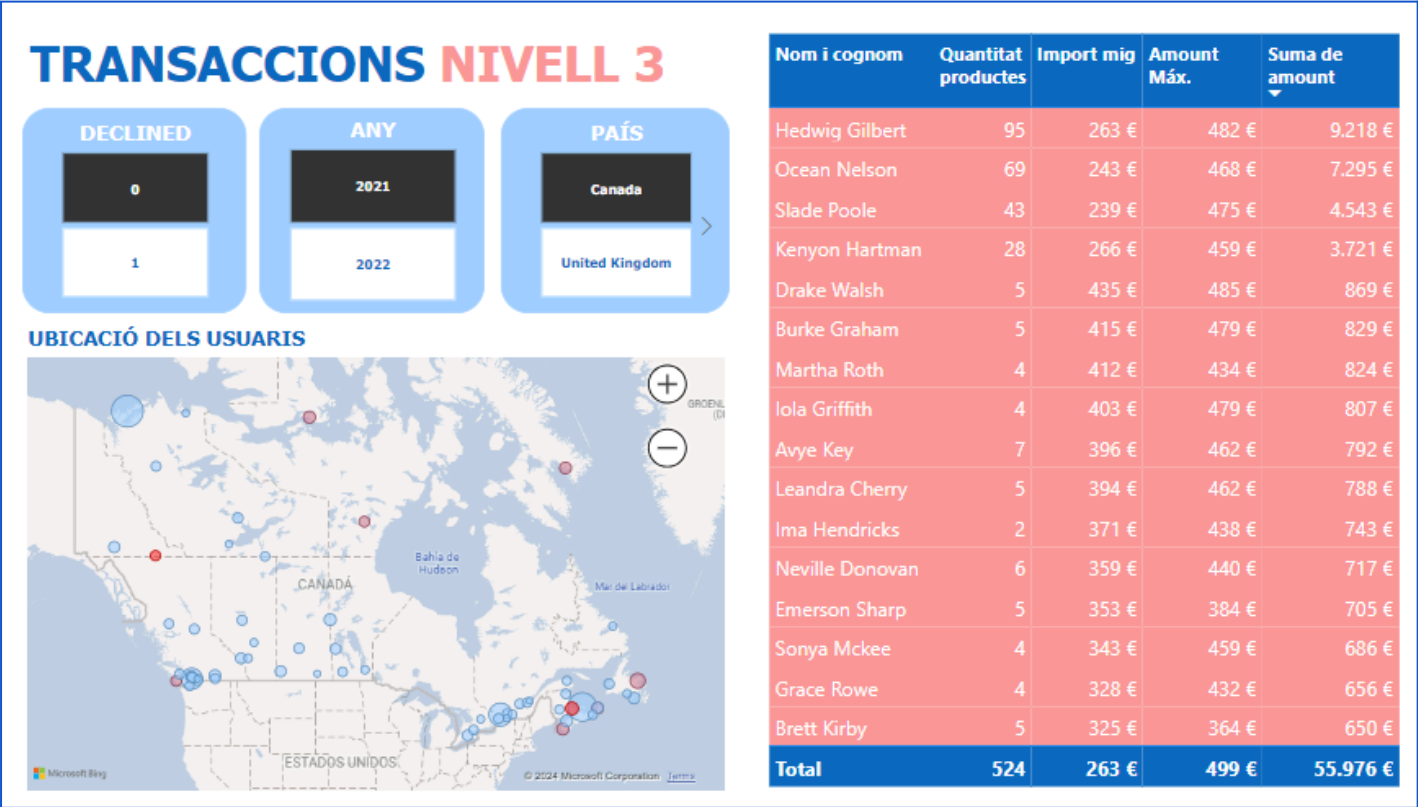 TRANSACCIONS NIVELL 3
DECLINED
0
1
ANY
2021
2022
PAÍS
Canada
United Kingdom
UBICACIÓ DELS USUARIS
Bahía de
Hudson
CANADÁ
Mar del Labrador
ESTADOS UNIDOS
Microsoft Bing
© 2024 Microsoft Corporation Terms
Nom i cognom Quantitat productes Import mig Amount Máx. Suma de amount
Hedwig Gilbert 95 263 € 482 € 9.218 €
Ocean Nelson 69 243 € 468 € 7.295 €
Slade Poole 43 239 € 475 € 4.543 €
Kenyon Hartman 28 266 € 459 € 3.721 €
Drake Walsh 5 435 € 485 € 869 €
Burke Graham 5 415 € 479 € 829 €
Martha Roth 4 412 € 434 € 824 €
Iola Griffith 4 403 € 479 € 807 €
Avye Key 7 396 € 462 € 792 €
Leandra Cherry 5 394 € 462 € 788 €
Ima Hendricks 2 371 € 438 € 743 €
Neville Donovan 6 359 € 440 € 717 €
Emerson Sharp 5 353 € 384 € 705 €
Sonya Mckee 4 343 € 459 € 686 €
Grace Rowe 4 328 € 432 € 656 €
Brett Kirby 5 325 € 364 € 650 €
Total 524 263 € 499 € 55.976 €